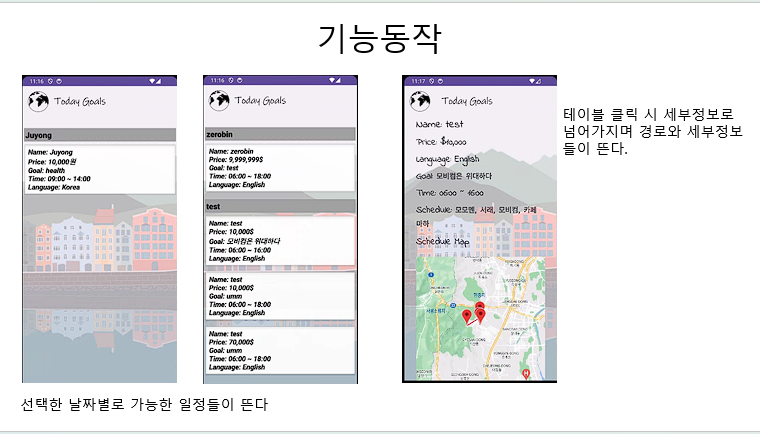 기능동작
11:16
Today Goals
Juyong
Name: Juyong
Price: 10,000원
Goal: health
Time: 09:00 ~ 14:00
Language: Korea
11:16
Today Goals
zerobin
Name: zerobin
Price: 9,999,999$
Goal: test
Time: 06:00 ~ 18:00
Language: English
test
Name: test
Price: 10,000$
Goal: 모비컴은 위대하다
Time: 06:00 ~ 16:00
Language: English
Name: test
Price: 10,000$
Goal: umm
Time: 06:00 ~ 18:00
Language: English
Name: test
Price: 70,000$
Goal: umm
Time: 06:00 ~ 18:00
Language: English
11:17
Today Goals
Name: test
Price: $10,000
Language: English
Goal: 모비컴은 위대하다
Time: 06:00 ~ 16:00
Schedule: 모모멘, 서래, 모비컴, 카페
마하
Schedule Map
테이블 클릭 시 세부정보로
넘어가지며 경로와 세부정보
들이 뜬다.
선택한 날짜별로 가능한 일정들이 뜬다